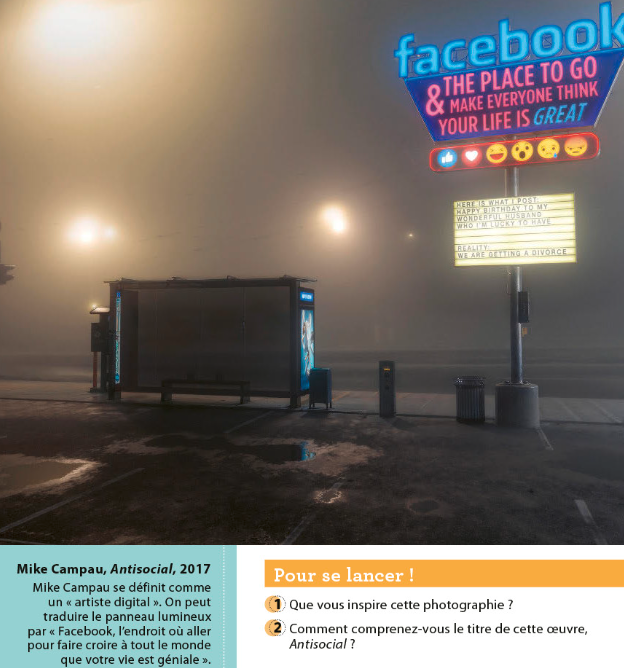 facebook
THE PLACE TO GO
& MAKE EVERYONE THINK
YOUR LIFE IS GREAT
HERE IS WHAT I POST:
HAPPY BIRTHDAY TO MY
WONDERFUL HUSBAND
WHO I'M LUCKY TO HAVE
REALITY:
WE ARE GETTING A DIVORCE
Mike Campau, Antisocial, 2017
Mike Campau se définit comme
un « artiste digital ». On peut
traduire le panneau lumineux
par « Facebook, l'endroit où aller
pour faire croire à tout le monde
que votre vie est géniale ».
Pour se lancer !
1 Que vous inspire cette photographie ?
2 Comment comprenez-vous le titre de cette œuvre,
Antisocial ?